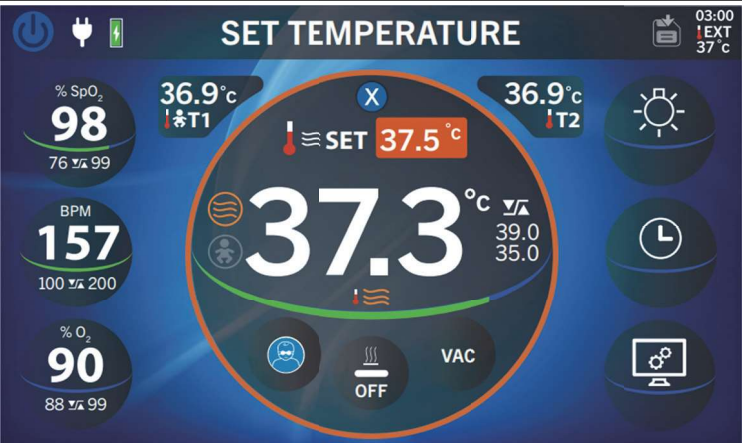 SET TEMPERATURE
03:00
EXT
37 °C
% SpO₂
98
76 99
36.9°C
T1
X
36.9°C
T2
SET 37.5 °C
37.3 °C
39.0
35.0
BPM
157
100 200
% O₂
90
88 99
OFF
VAC